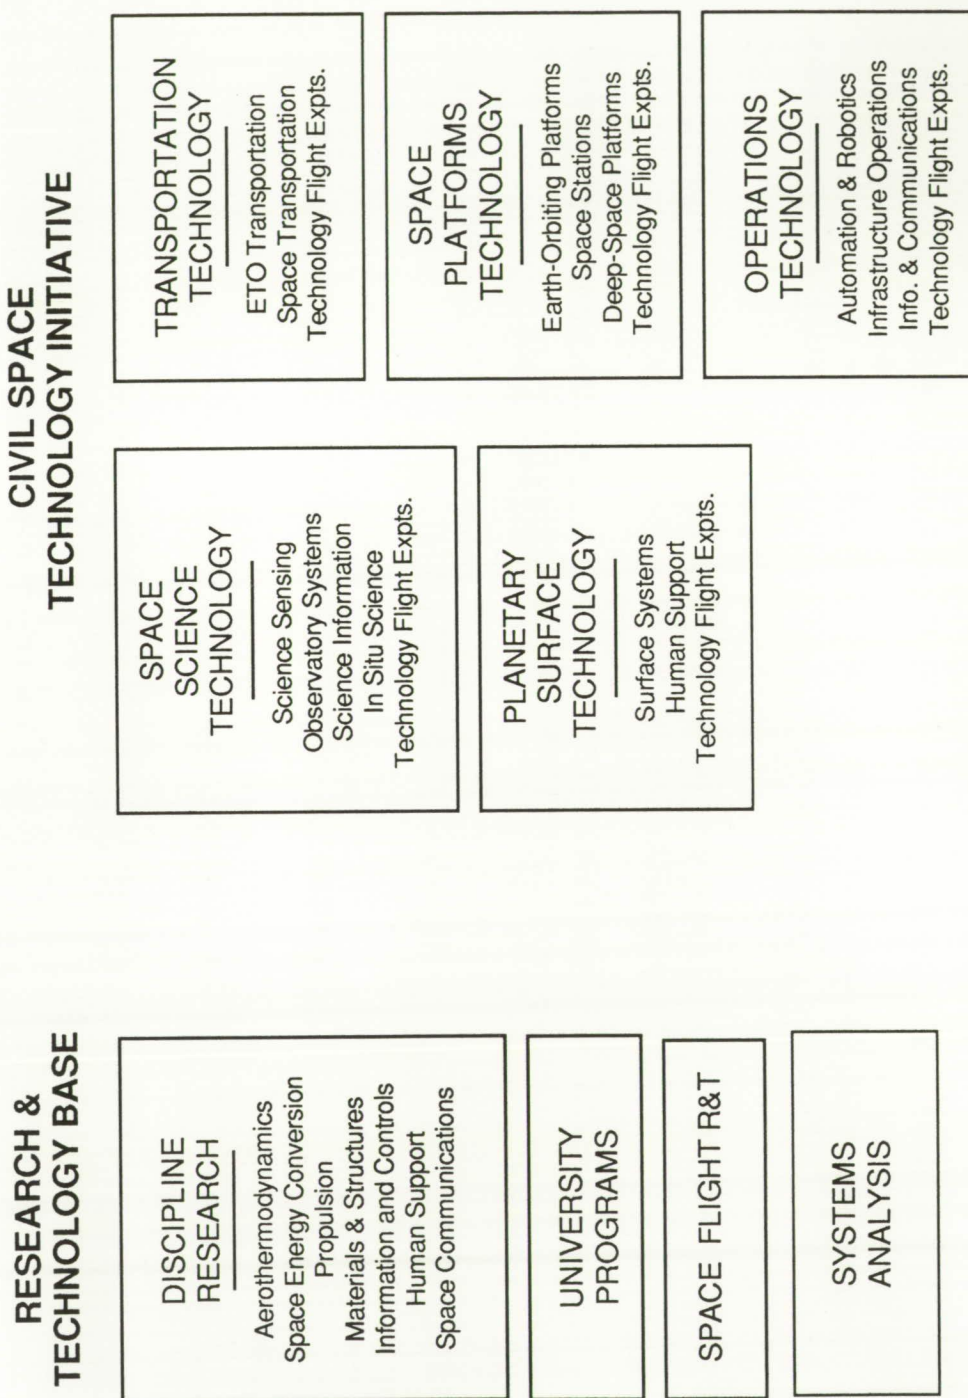 RESEARCH &
TECHNOLOGY BASE
DISCIPLINE
RESEARCH
Aerothermodynamics
Space Energy Conversion
Propulsion
Materials & Structures
Information and Controls
Human Support
Space Communications
UNIVERSITY
PROGRAMS
SPACE FLIGHT R&T
SYSTEMS
ANALYSIS
CIVIL SPACE
TECHNOLOGY INITIATIVE
SPACE
SCIENCE
TECHNOLOGY
Science Sensing
Observatory Systems
Science Information
In Situ Science
Technology Flight Expts.
PLANETARY
SURFACE
TECHNOLOGY
Surface Systems
Human Support
Technology Flight Expts.
TRANSPORTATION
TECHNOLOGY
ETO Transportation
Space Transportation
Technology Flight Expts.
SPACE
PLATFORMS
TECHNOLOGY
Earth-Orbiting Platforms
Space Stations
Deep-Space Platforms
Technology Flight Expts.
OPERATIONS
TECHNOLOGY
Automation & Robotics
Infrastructure Operations
Info. & Communications
Technology Flight Expts.